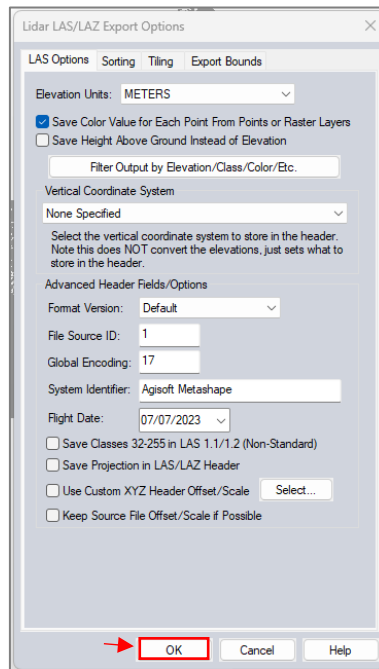 Lidar LAS/LAZ Export Options
LAS Options Sorting Tiling Export Bounds
Elevation Units: METERS
Save Color Value for Each Point From Points or Raster Layers
Save Height Above Ground Instead of Elevation
Filter Output by Elevation/Class/Color/Etc.
Vertical Coordinate System
None Specified
Select the vertical coordinate system to store in the header.
Note this does NOT convert the elevations, just sets what to
store in the header.
Advanced Header Fields/Options
Format Version: Default
File Source ID: 1
Global Encoding: 17
System Identifier: Agisoft Metashape
Flight Date: 07/07/2023
Save Classes 32-255 in LAS 1.1/1.2 (Non-Standard)
Save Projection in LAS/LAZ Header
Use Custom XYZ Header Offset/Scale Select...
Keep Source File Offset/Scale if Possible
OK Cancel Help